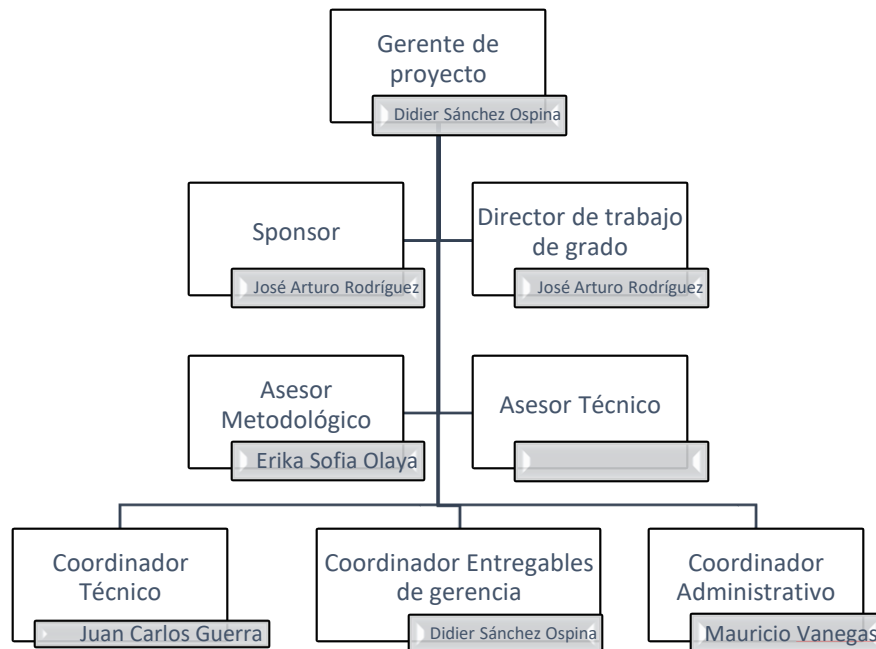 Gerente de
proyecto
Didier Sánchez Ospina
Sponsor
José Arturo Rodríguez
Director de trabajo
de grado
José Arturo Rodríguez
Asesor
Metodológico
Erika Sofia Olaya
Asesor Técnico
Coordinador
Técnico
Juan Carlos Guerra
Coordinador Entregables
de gerencia
Didier Sánchez Ospina
Coordinador
Administrativo
Mauricio Vanegas